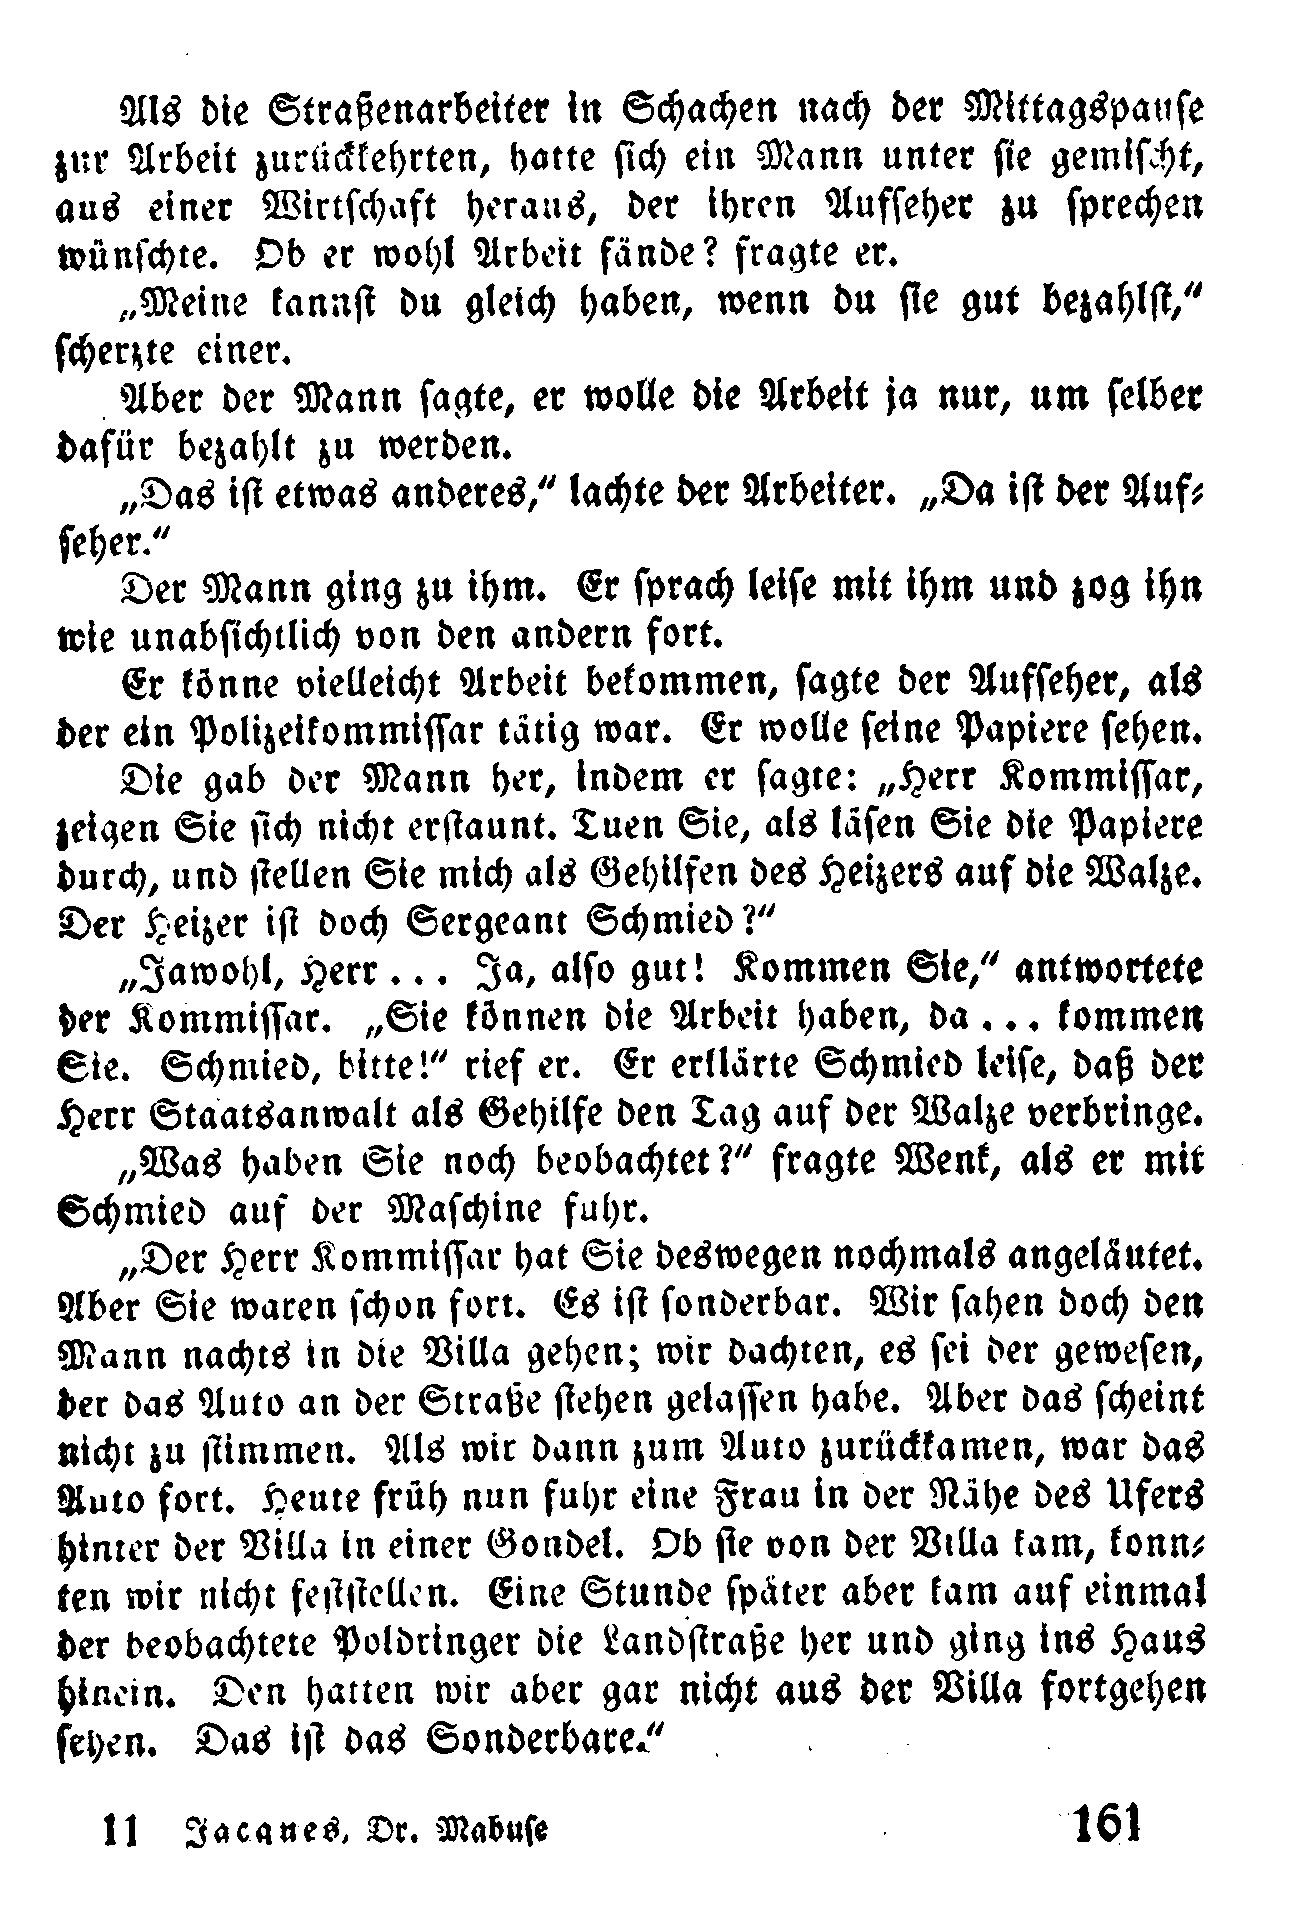 Als die Straßenarbeiter in Schachen nach der Mittagspause
zur Arbeit zurückkehrten, hatte sich ein Mann unter sie gemischt,
aus einer Wirtschaft heraus, der ihren Aufseher zu sprechen
wünschte. Ob er wohl Arbeit fände? fragte er.
„Meine kannst du gleich haben, wenn du sie gut bezahlst,“
scherzte einer.
Aber der Mann sagte, er wolle die Arbeit ja nur, um selber
dafür bezahlt zu werden.
„Das ist etwas anderes,“ lachte der Arbeiter. „Da ist der Auf-
seher.“
Der Mann ging zu ihm. Er sprach leise mit ihm und zog ihn
wie unabsichtlich von den andern fort.
Er könne vielleicht Arbeit bekommen, sagte der Aufseher, als
der ein Polizeikommissar tätig war. Er wolle seine Papiere sehen.
Die gab der Mann her, indem er sagte: „Herr Kommissar,
zeigen Sie sich nicht erstaunt. Tuen Sie, als läsen Sie die Papiere
durch, und stellen Sie mich als Gehilfen des Heizers auf die Walze.
Der Heizer ist doch Sergeant Schmied?“
„Jawohl, Herr ... Ja, also gut! Kommen Sie,“ antwortete
der Kommissar. „Sie können die Arbeit haben, da ... kommen
Sie. Schmied, bitte!“ rief er. Er erklärte Schmied leise, daß der
Herr Staatsanwalt als Gehilfe den Tag auf der Walze verbringe.
„Was haben Sie noch beobachtet?“ fragte Wenk, als er mit
Schmied auf der Maschine fuhr.
„Der Herr Kommissar hat Sie deswegen nochmals angeläutet.
Aber Sie waren schon fort. Es ist sonderbar. Wir sahen doch den
Mann nachts in die Villa gehen; wir dachten, es sei der gewesen,
der das Auto an der Straße stehen gelassen habe. Aber das scheint
nicht zu stimmen. Als wir dann zum Auto zurückkamen, war das
Auto fort. Heute früh nun fuhr eine Frau in der Nähe des Ufers
hinter der Villa in einer Gondel. Ob sie von der Villa kam, konn-
ten wir nicht feststellen. Eine Stunde später aber kam auf einmal
der beobachtete Poldringer die Landstraße her und ging ins Haus
hinein. Den hatten wir aber gar nicht aus der Villa fortgehen
sehen. Das ist das Sonderbare.“
11 Jacques, Dr. Mabuse 161